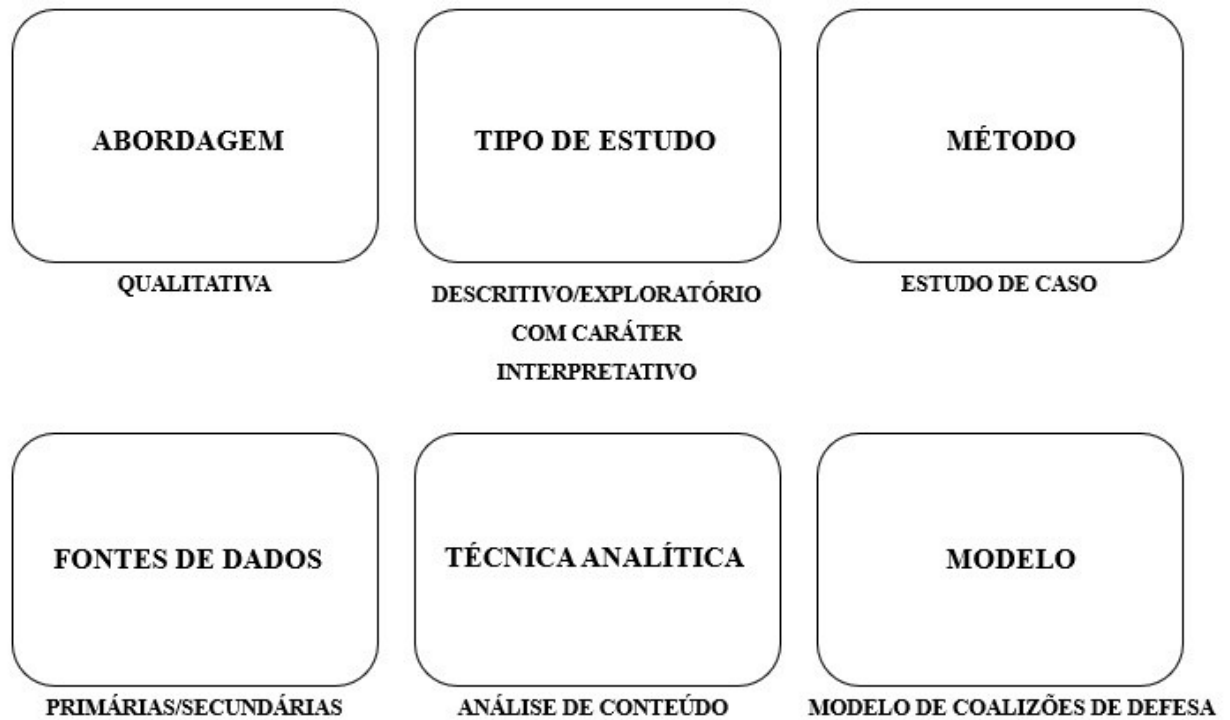 ABORDAGEM
QUALITATIVA
TIPO DE ESTUDO
DESCRITIVO/EXPLORATÓRIO
COM CARÁTER
INTERPRETATIVO
MÉTODO
ESTUDO DE CASO
FONTES DE DADOS
PRIMÁRIAS/SECUNDÁRIAS
TÉCNICA ANALÍTICA
ANÁLISE DE CONTEÚDO
MODELO
MODELO DE COALIZÕES DE DEFESA